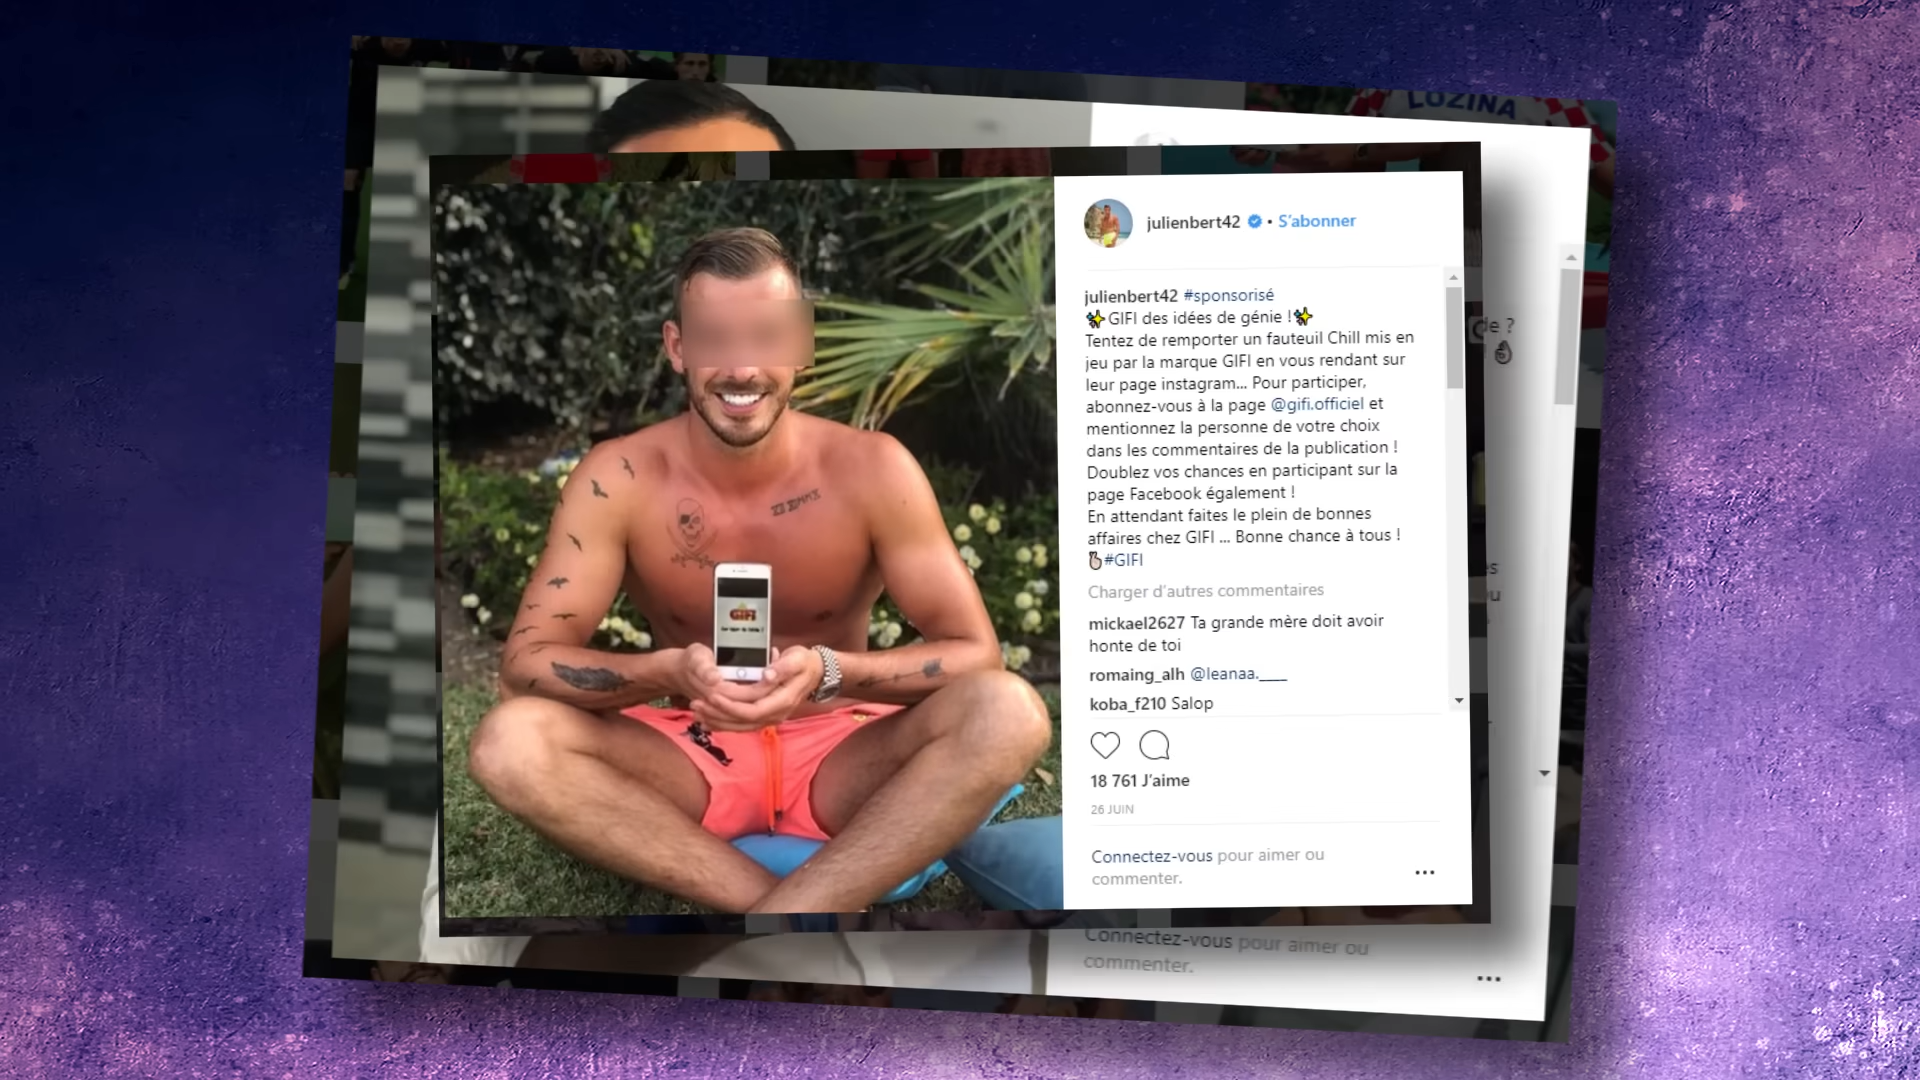 LOZINA
julienbert42 • S'abonner
julienbert42 #sponsorisé
✨GIFI des idées de génie !✨
Tentez de remporter un fauteuil Chill mis en
jeu par la marque GIFI en vous rendant sur
leur page instagram... Pour participer,
abonnez-vous à la page @gifi.officiel et
mentionnez la personne de votre choix
dans les commentaires de la publication !
Doublez vos chances en participant sur la
page Facebook également !
En attendant faites le plein de bonnes
affaires chez GIFI ... Bonne chance à tous !
🤞#GIFI
Charger d'autres commentaires
mickael2627 Ta grande mère doit avoir
honte de toi
romaing_alh @leanaa.____
koba_f210 Salop
18 761 J'aime
26 JUIN
Connectez-vous pour aimer ou
commenter.
GIFI
de ?
Connectez-vous pour aimer ou
commenter.